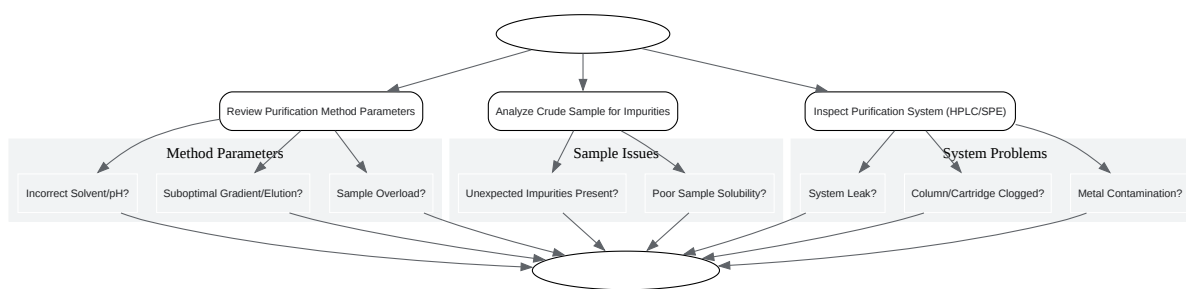 Review Purification Method Parameters
Analyze Crude Sample for Impurities
Inspect Purification System (HPLC/SPE)
Method Parameters
Sample Issues
System Problems
Incorrect Solvent/pH?
Suboptimal Gradient/Elution?
Sample Overload?
Unexpected Impurities Present?
Poor Sample Solubility?
System Leak?
Column/Cartridge Clogged?
Metal Contamination?